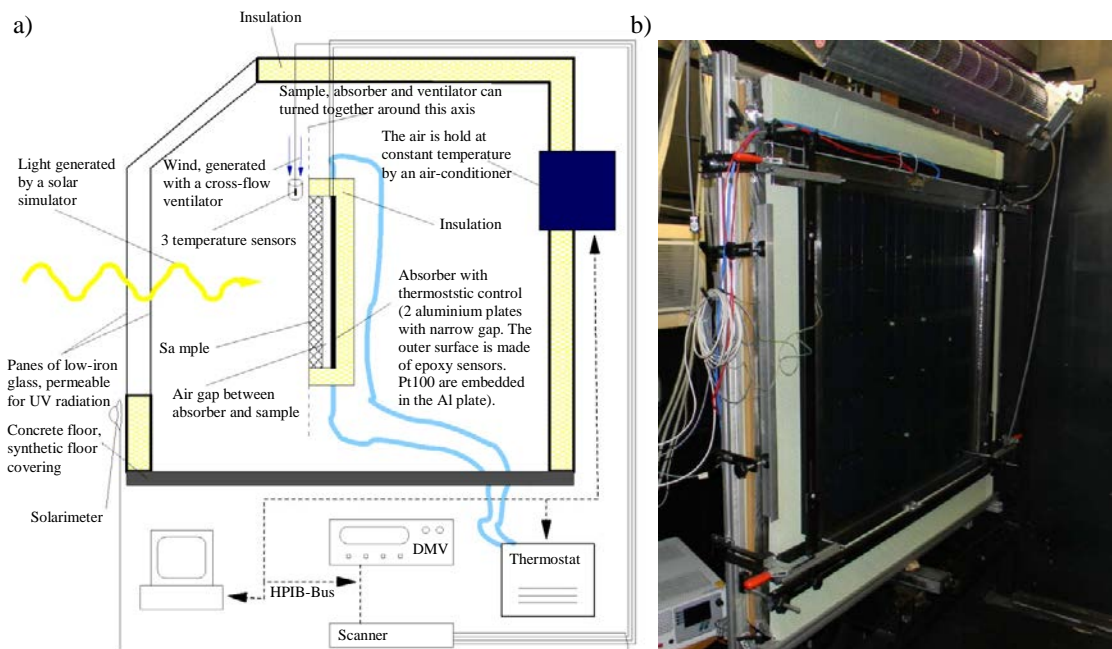 a)
b)
Insulation
Sample, absorber and ventilator can
turned together around this axis
The air is hold at
constant temperature
by an air-conditioner
Light generated
by a solar
simulator
Wind, generated
with a cross-flow
ventilator
Insulation
3 temperature sensors
Absorber with
thermoststic control
(2 aluminium plates
with narrow gap. The
outer surface is made
of epoxy sensors.
Pt100 are embedded
in the Al plate).
Sa mple
Panes of low-iron
glass, permeable
for UV radiation
Air gap between
absorber and sample
Concrete floor,
synthetic floor
covering
Solarimeter
DMV
Thermostat
HPIB-Bus
Scanner